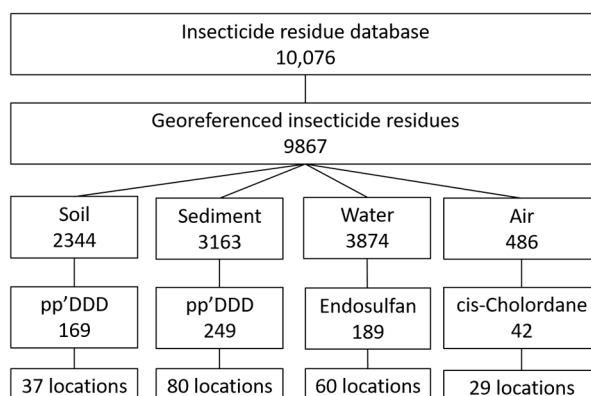 Insecticide residue database
10,076
Georeferenced insecticide residues
9867
Soil
2344
Sediment
3163
Water
3874
Air
486
pp’DDD
169
pp’DDD
249
Endosulfan
189
cis-Cholordane
42
37 locations
80 locations
60 locations
29 locations